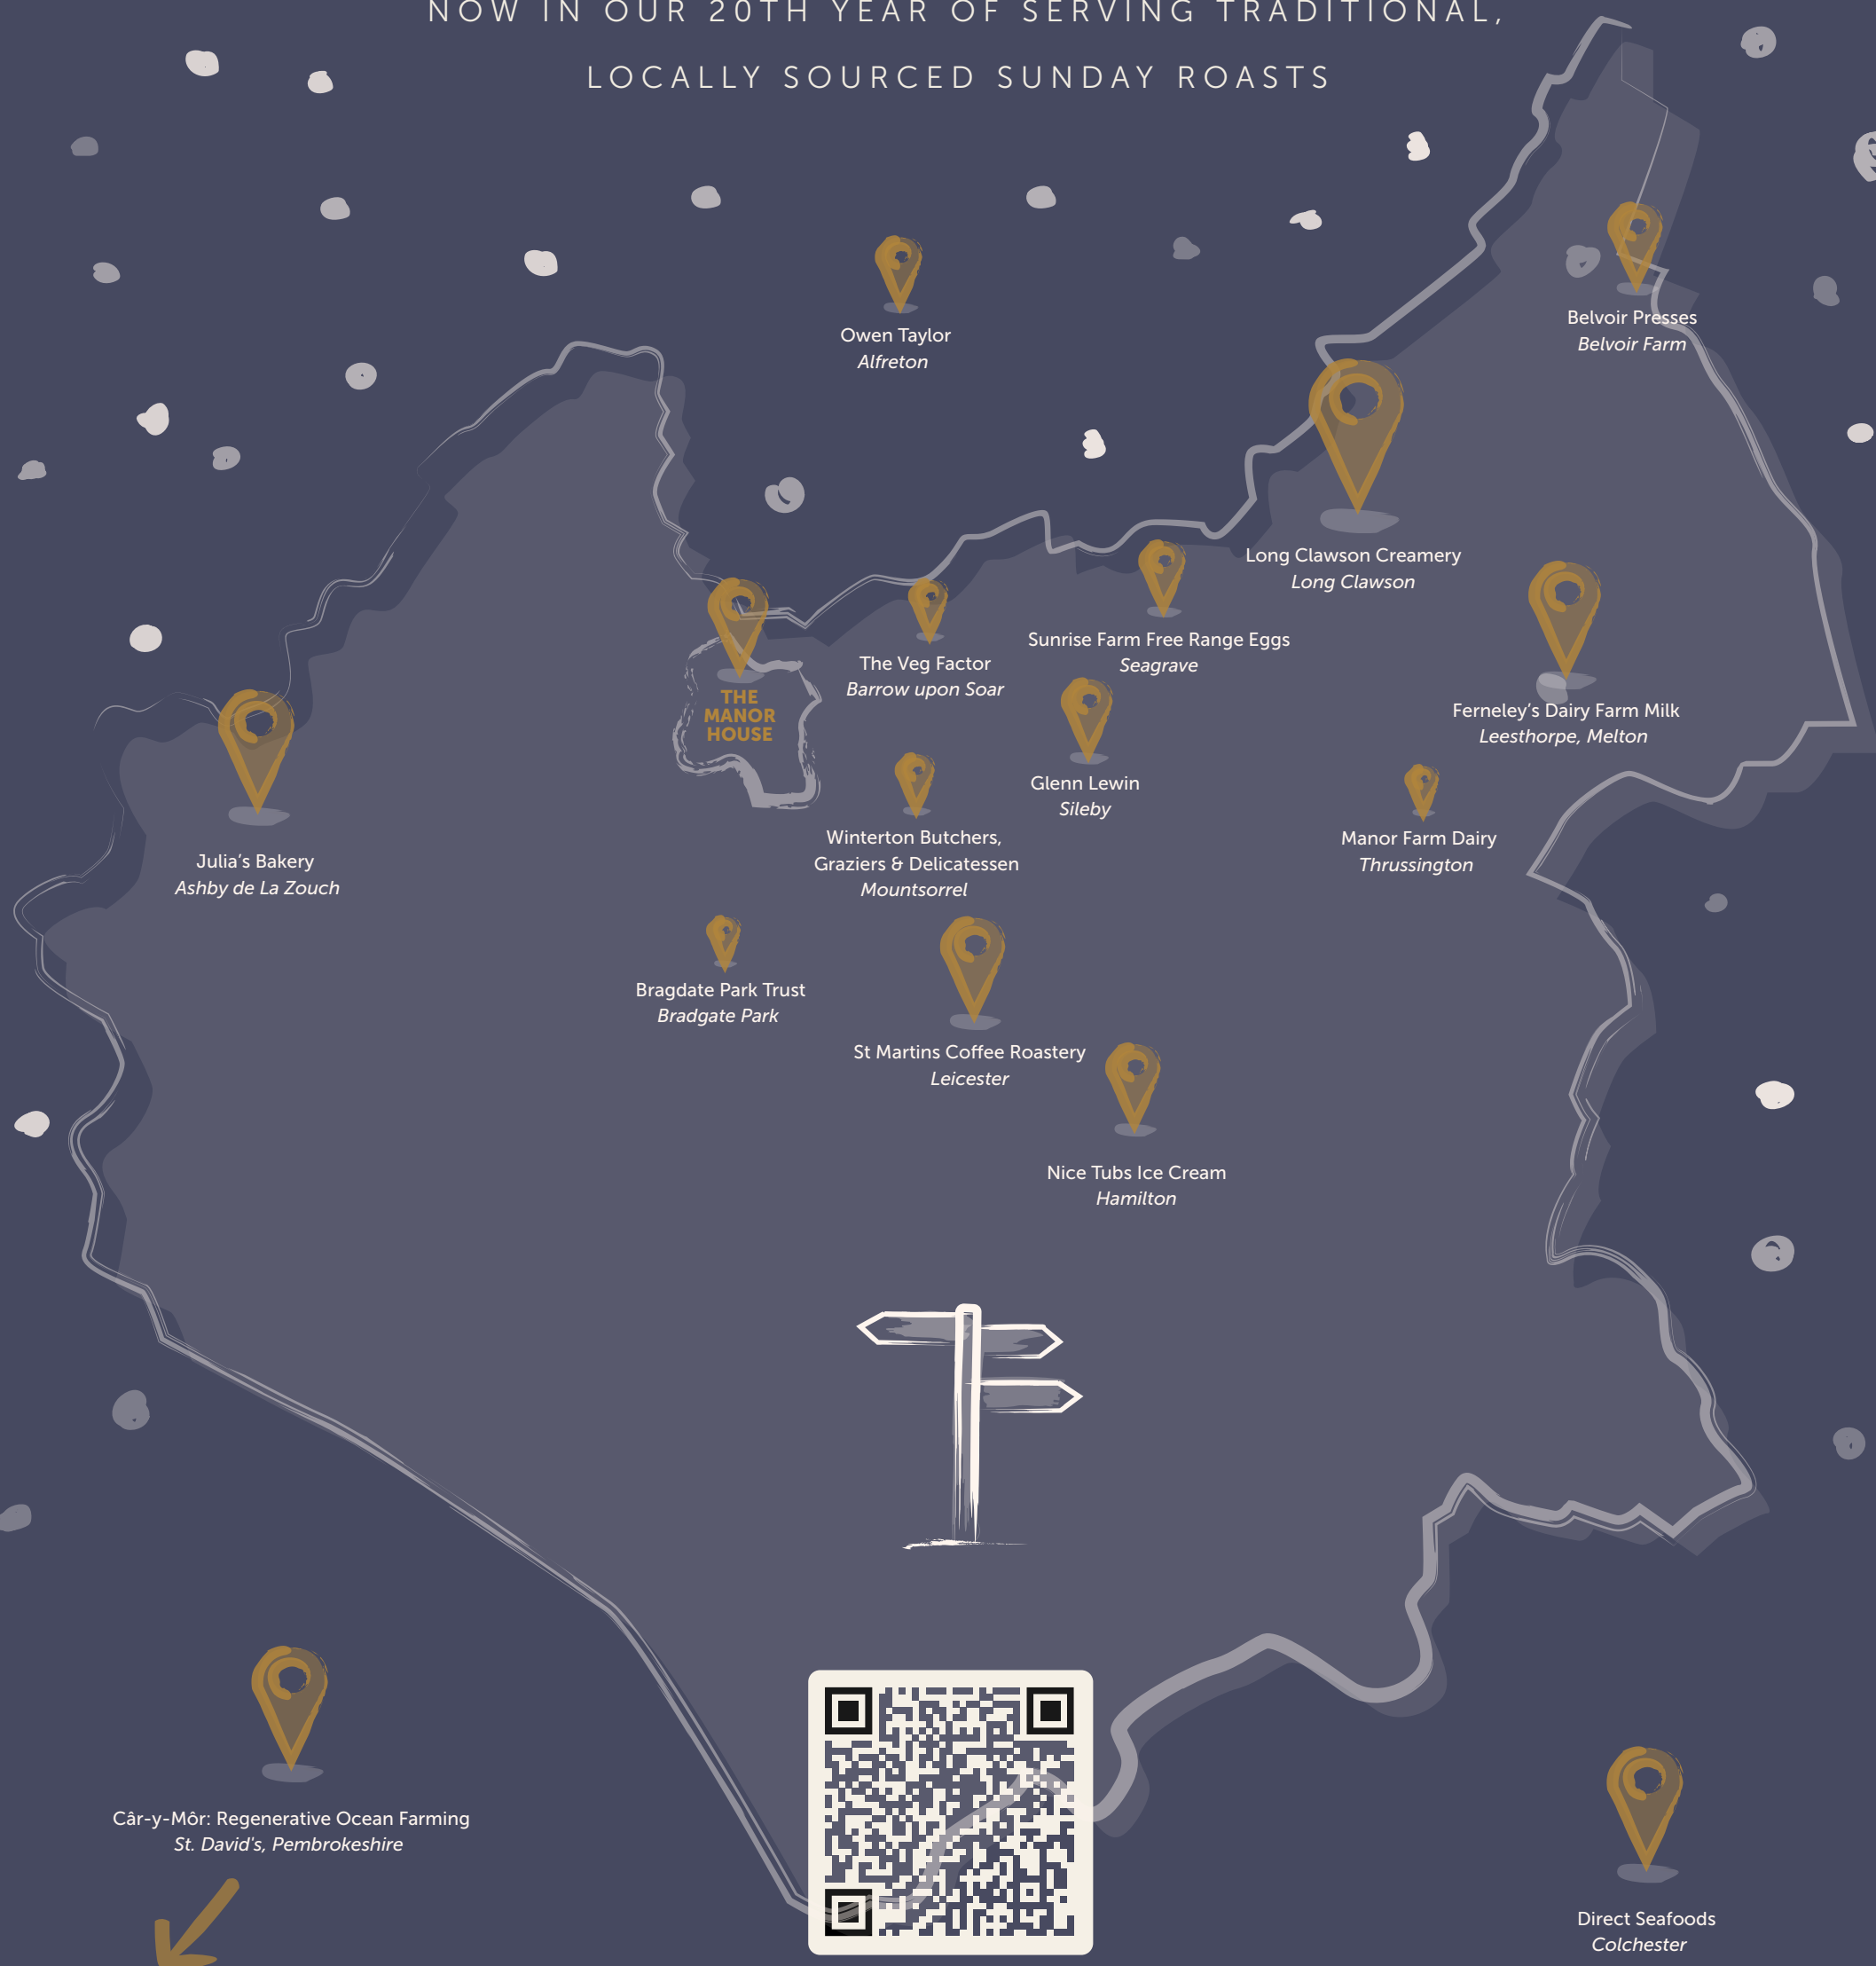 NOW IN OUR 20TH YEAR OF SERVING TRADITIONAL,
LOCALLY SOURCED SUNDAY ROASTS
Owen Taylor
Alfreton
Belvoir Presses
Belvoir Farm
Long Clawson Creamery
Long Clawson
Sunrise Farm Free Range Eggs
Seagrave
The Veg Factor
Barrow upon Soar
THE
MANOR
HOUSE
Ferneley’s Dairy Farm Milk
Leesthorpe, Melton
Glenn Lewin
Sileby
Winterton Butchers,
Graziers & Delicatessen
Mountsorrel
Manor Farm Dairy
Thrussington
Julia’s Bakery
Ashby de La Zouch
Bragdate Park Trust
Bradgate Park
St Martins Coffee Roastery
Leicester
Nice Tubs Ice Cream
Hamilton
Câr-y-Môr: Regenerative Ocean Farming
St. David's, Pembrokeshire
Direct Seafoods
Colchester